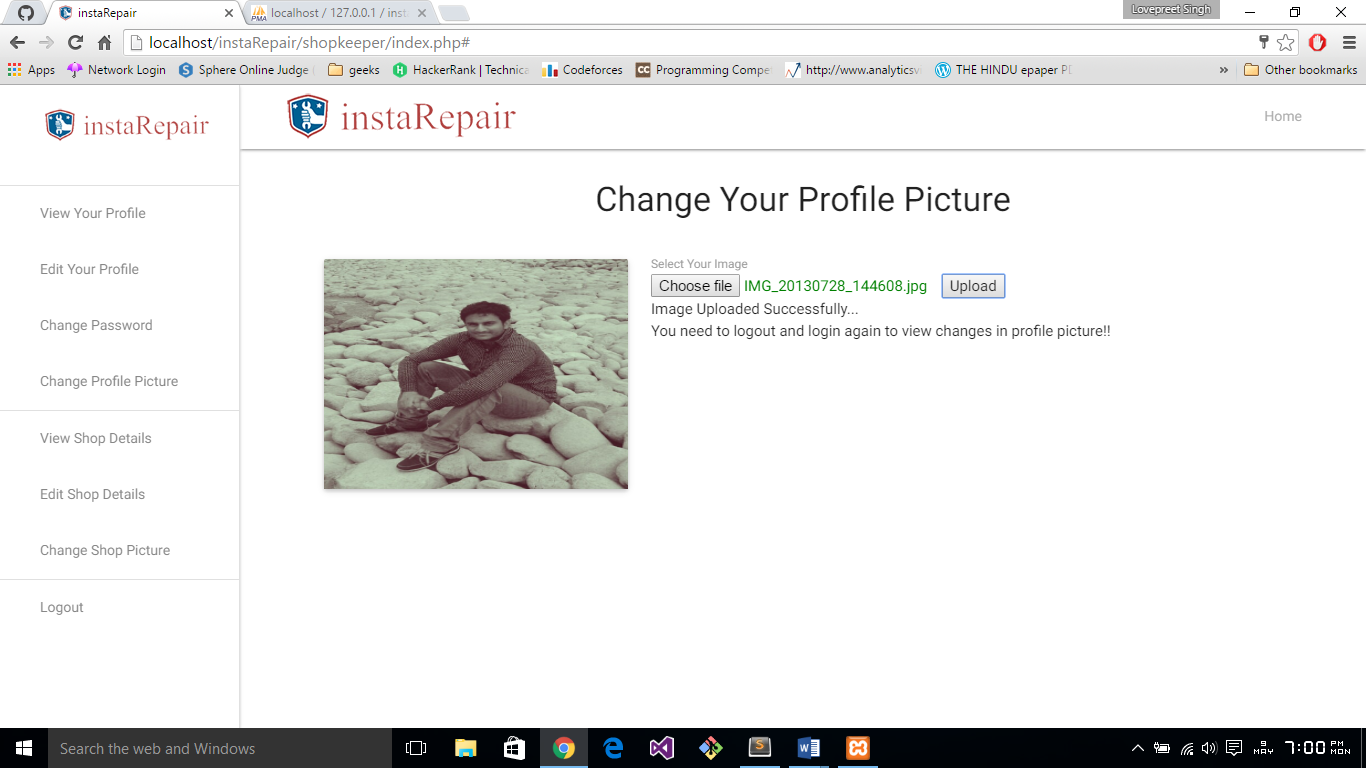 instaRepair
localhost / 127.0.0.1 / inst
Lovepreet Singh
localhost/instaRepair/shopkeeper/index.php#
Apps Network Login Sphere Online Judge geeks HackerRank | Technica Codeforces Programming Compe http://www.analyticsv THE HINDU epaper PD » Other bookmarks
instaRepair
instaRepair
Home
View Your Profile
Edit Your Profile
Change Password
Change Profile Picture
View Shop Details
Edit Shop Details
Change Shop Picture
Logout
Change Your Profile Picture
Select Your Image
Choose file IMG_20130728_144608.jpg Upload
Image Uploaded Successfully...
You need to logout and login again to view changes in profile picture!!
Search the web and Windows
9 MAY
7:00 PM MON